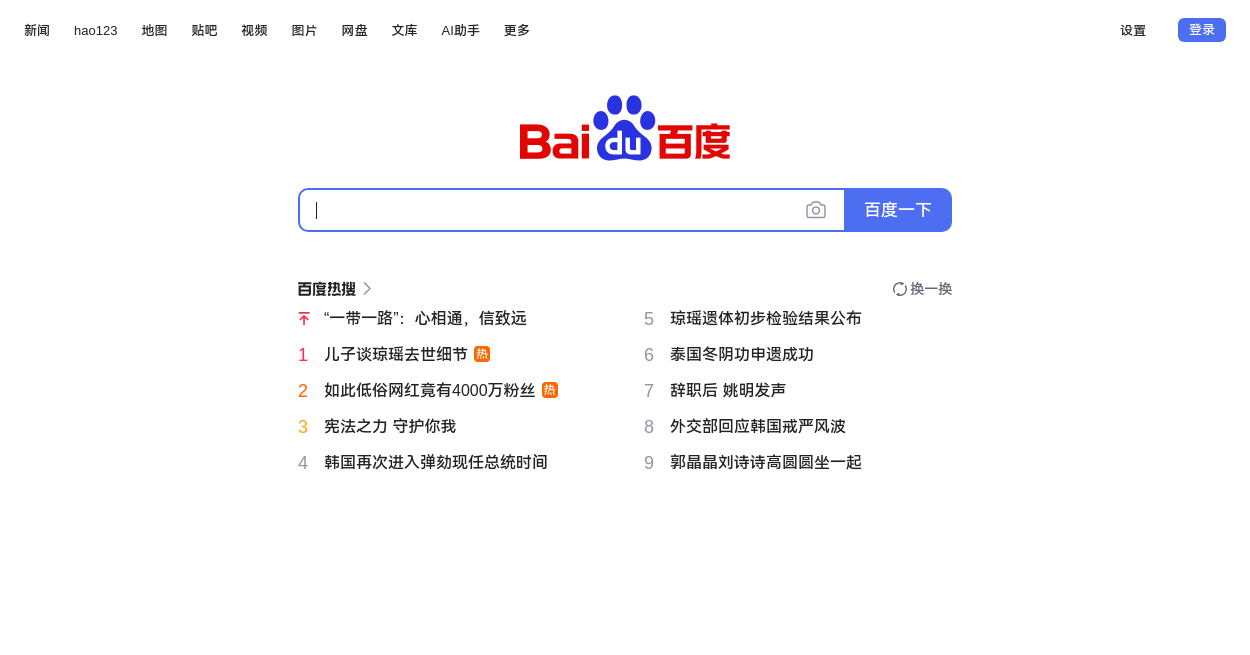 新闻 hao123 地图 贴吧 视频 图片 网盘 文库 AI助手 更多 设置 登录
Bai du 百度
百度一下
百度热搜 换一换
“一带一路”：心相通，信致远
1 儿子谈琼瑶去世细节 热
2 如此低俗网红竟有4000万粉丝 热
3 宪法之力 守护你我
4 韩国再次进入弹劾现任总统时间
5 琼瑶遗体初步检验结果公布
6 泰国冬阴功申遗成功
7 辞职后 姚明发声
8 外交部回应韩国戒严风波
9 郭晶晶刘诗诗高圆圆坐一起